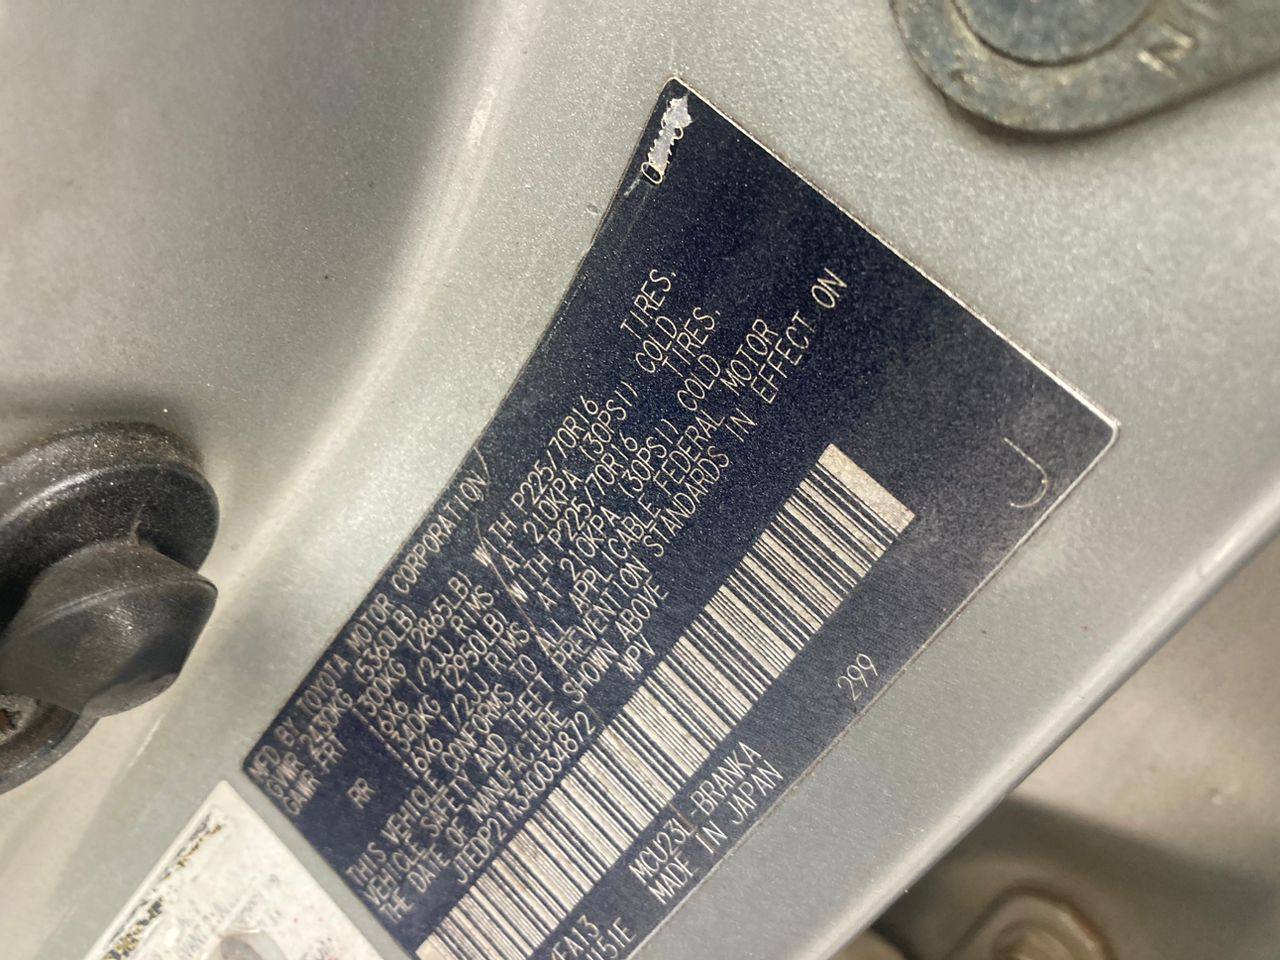 MFD. BY TOYOTA MOTOR CORPORATION
GVWR 2430KG (5360LB)
GAWR FRT 1300KG (2865LB) WITH P225/70R16 TIRES,
16X6 1/2JJ RIMS, AT 210KPA (30PSI) COLD
RR WITH P225/70R16 TIRES,
16X6 1/2JJ RIMS, AT 210KPA (30PSI) COLD
THIS VEHICLE CONFORMS TO ALL APPLICABLE FEDERAL MOTOR
VEHICLE SAFETY AND THEFT PREVENTION STANDARDS IN EFFECT ON
THE DATE OF MANUFACTURE SHOWN ABOVE
MPV
299
MCU23L-BRANKA
MADE IN JAPAN
J
N